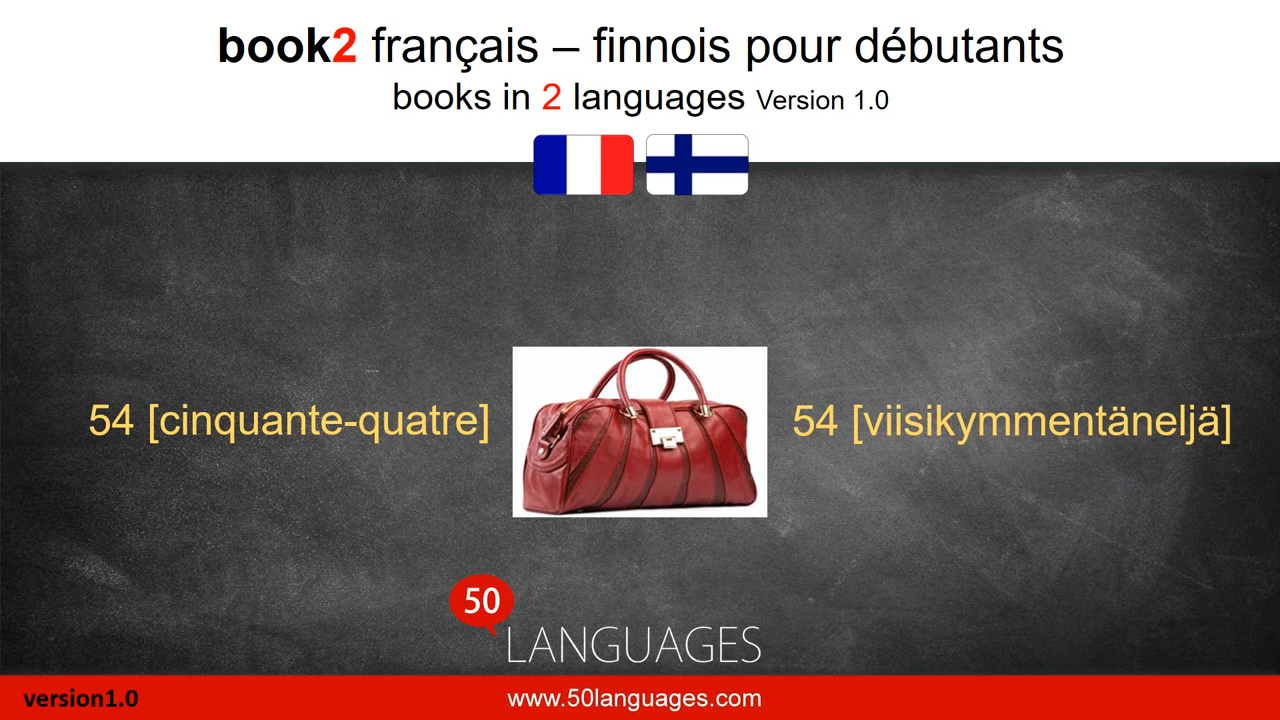 book2 français – finnois pour débutants
books in 2 languages Version 1.0
54 [cinquante-quatre]
54 [viisikymmentäneljä]
50
LANGUAGES
version1.0
www.50languages.com